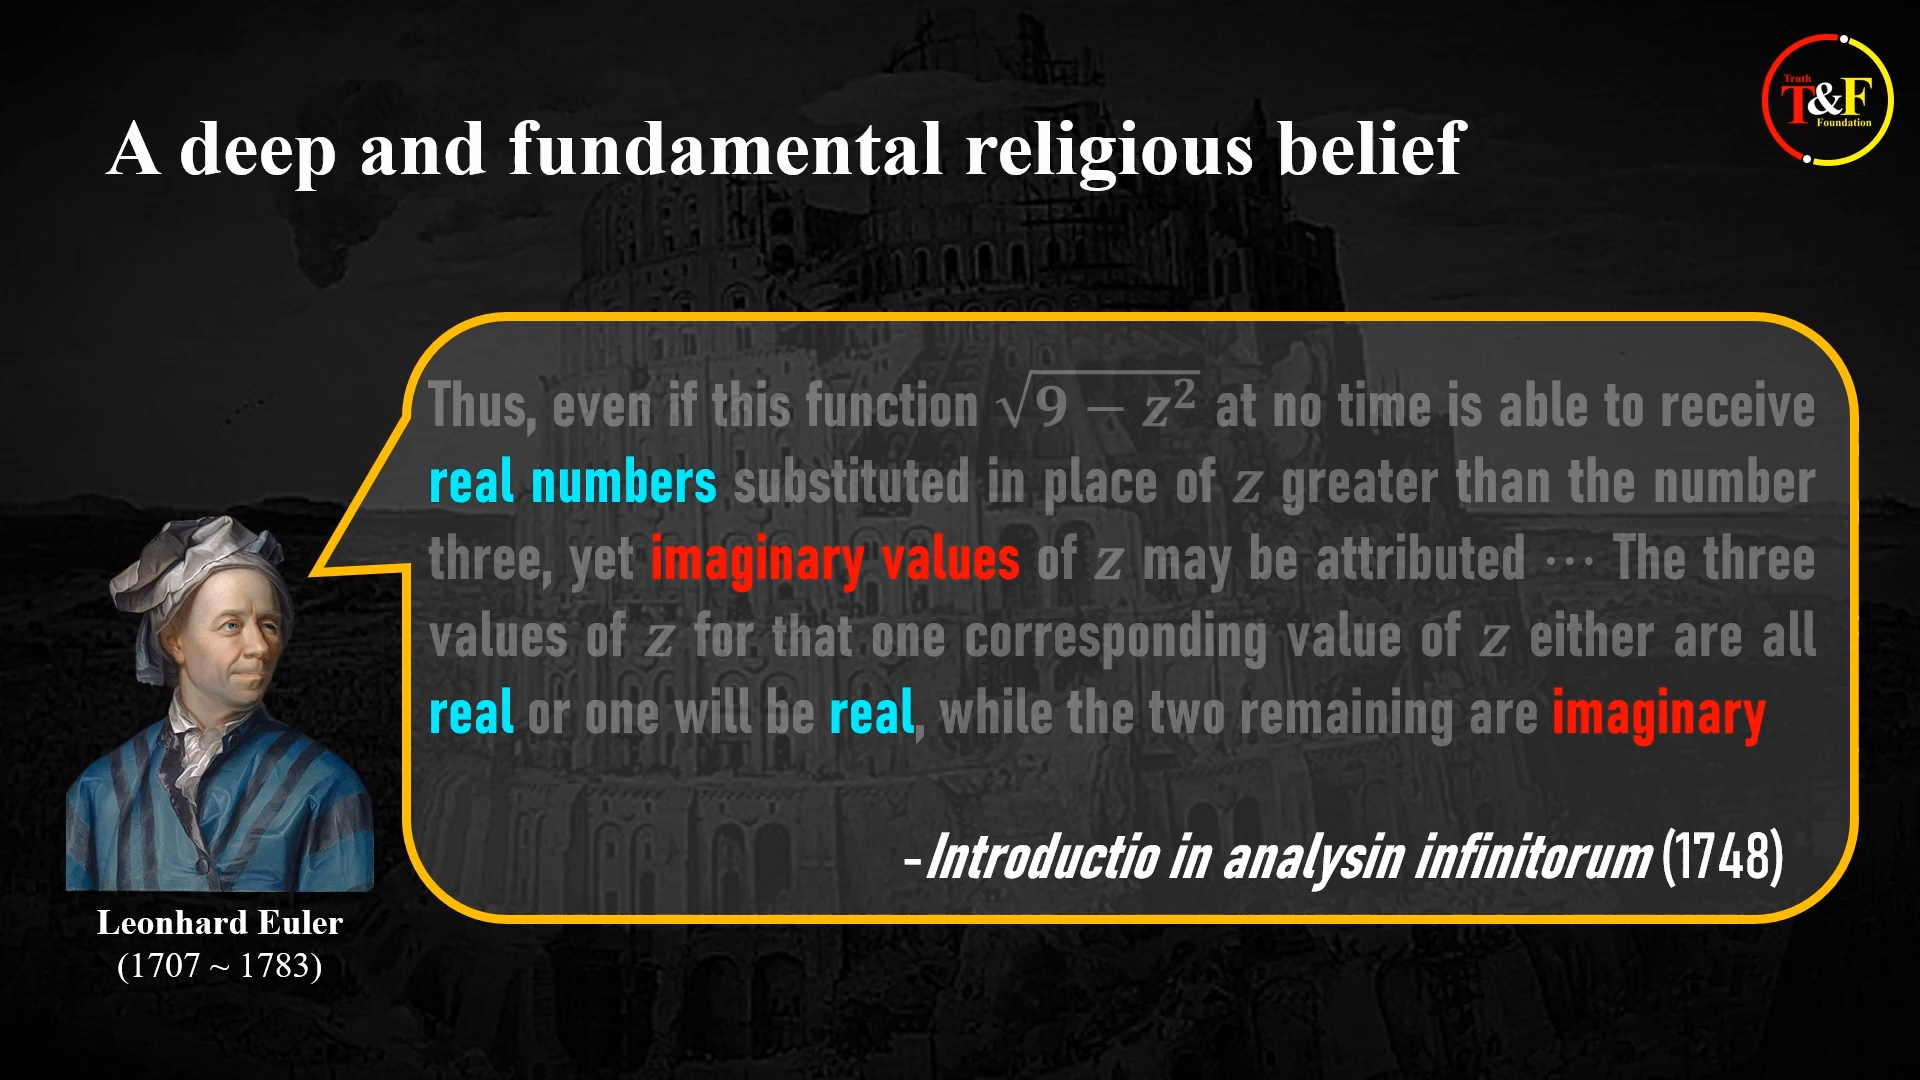 A deep and fundamental religious belief
Truth
T&F
Foundation
Thus, even if this function √9 − z² at no time is able to receive
real numbers substituted in place of z greater than the number
three, yet imaginary values of z may be attributed ⋯ The three
values of z for that one corresponding value of z either are all
real or one will be real, while the two remaining are imaginary
-Introductio in analysin infinitorum (1748)
Leonhard Euler
(1707 ~ 1783)